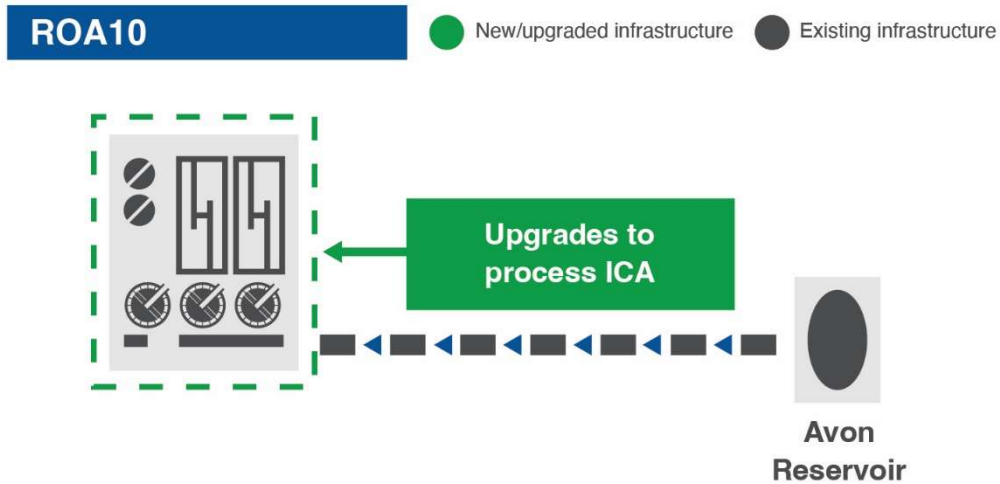 ROA10
New/upgraded infrastructure
Existing infrastructure
Upgrades to
process ICA
Avon
Reservoir